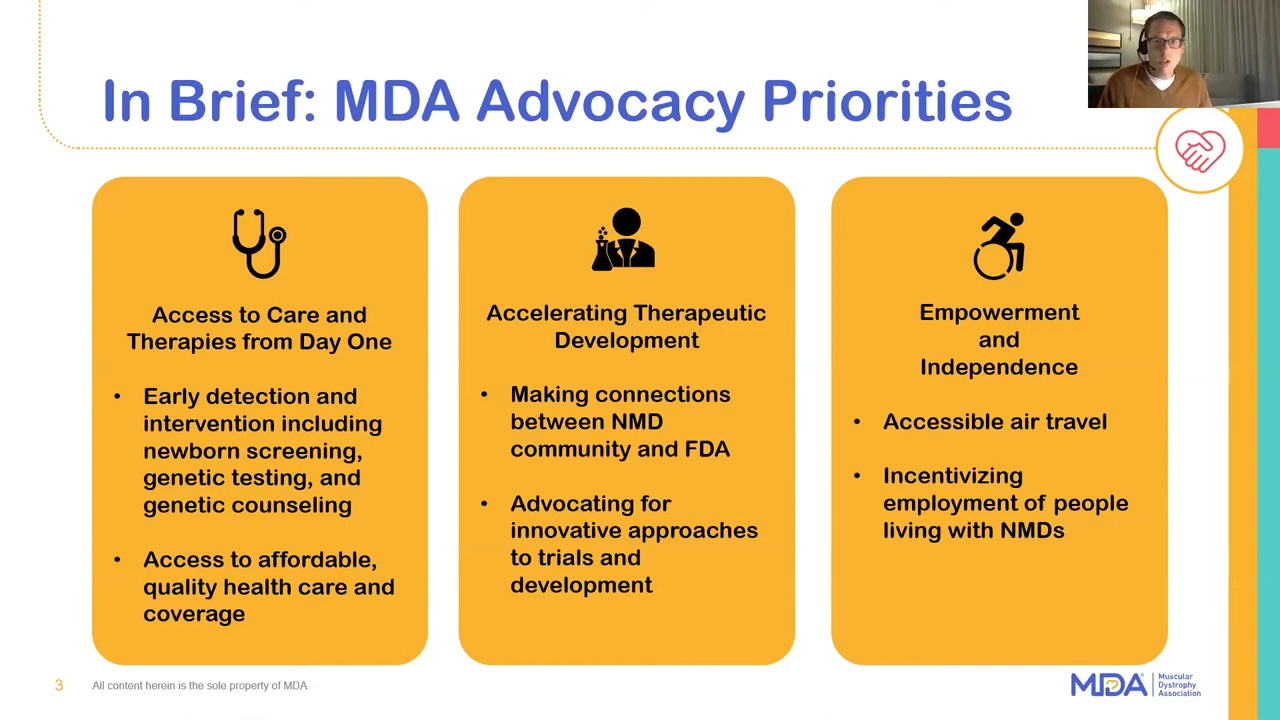 In Brief: MDA Advocacy Priorities
Access to Care and
Therapies from Day One
• Early detection and
intervention including
newborn screening,
genetic testing, and
genetic counseling
• Access to affordable,
quality health care and
coverage
Accelerating Therapeutic
Development
• Making connections
between NMD
community and FDA
• Advocating for
innovative approaches
to trials and
development
Empowerment
and
Independence
• Accessible air travel
• Incentivizing
employment of people
living with NMDs
3
All content herein is the sole property of MDA
MDA
Muscular
Dystrophy
Association